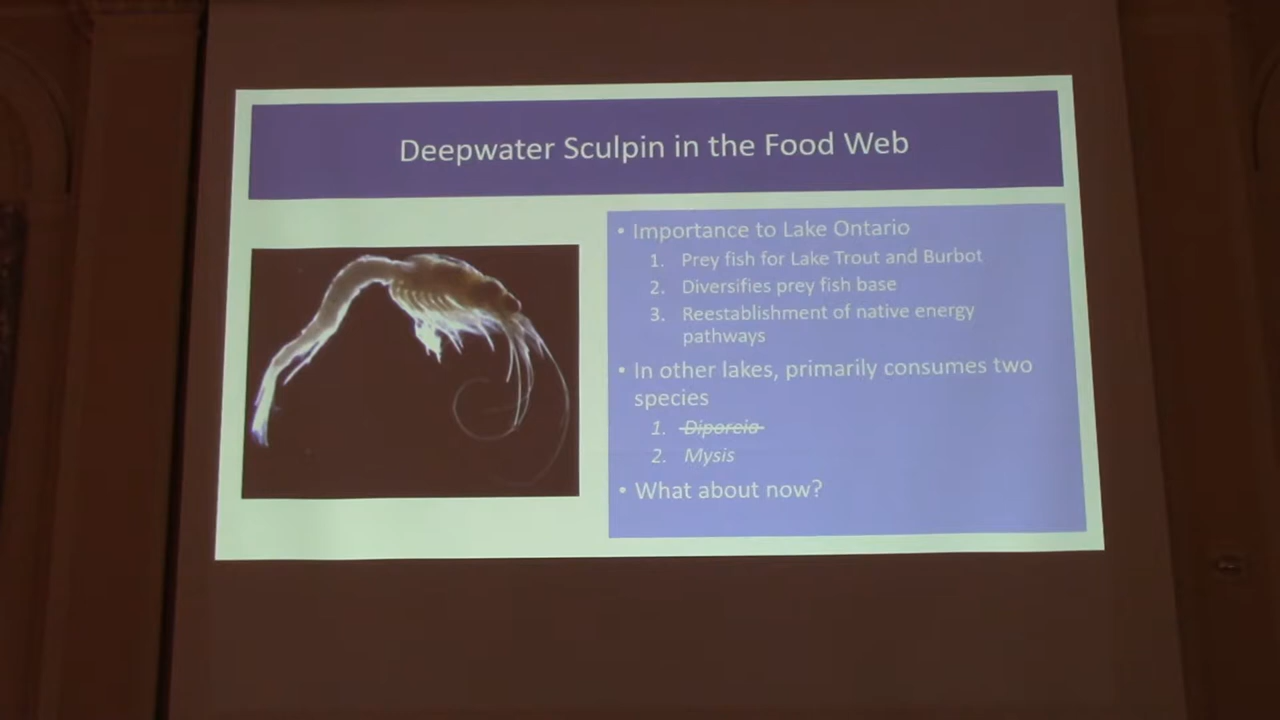 Deepwater Sculpin in the Food Web
• Importance to Lake Ontario
1. Prey fish for Lake Trout and Burbot
2. Diversifies prey fish base
3. Reestablishment of native energy
pathways
• In other lakes, primarily consumes two
species
1. Diporeia
2. Mysis
• What about now?